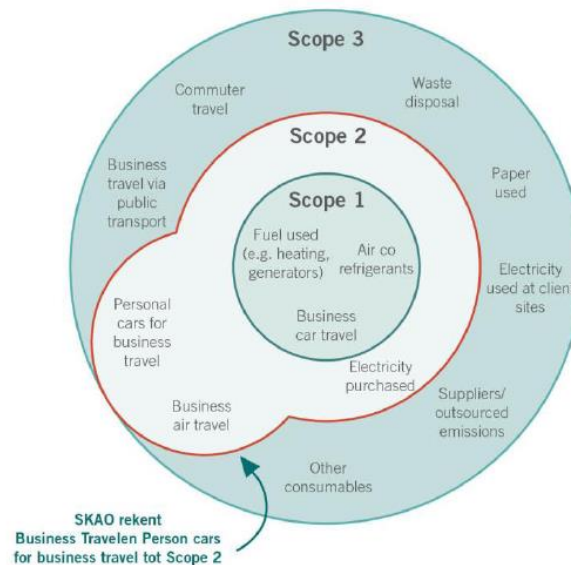 Scope 3
Commuter
travel
Waste
disposal
Scope 2
Business
travel via
public
transport
Paper
used
Scope 1
Fuel used
(e.g. heating,
generators)
Air co
refrigerants
Electricity
used at client
sites
Personal
cars for
business
travel
Business
car travel
Electricity
purchased
Business
air travel
Suppliers/
outsourced
emissions
Other
consumables
SKAO rekent
Business Travelen Person cars
for business travel tot Scope 2